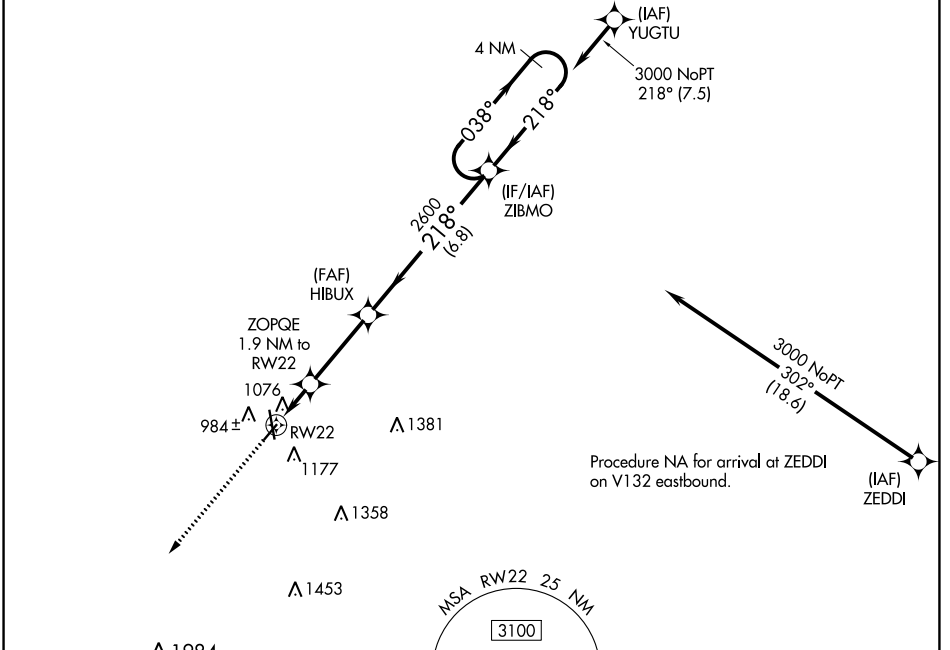 (IAF)
YUGTU
4 NM
3000 NoPT
218° (7.5)
038°
218°
(IF/IAF)
ZIBMO
2600
218°
(6.8)
(FAF)
HIBUX
ZOPQE
1.9 NM to
RW22
1076
984±
RW22
1381
1177
3000 NoPT
302°
(18.6)
Procedure NA for arrival at ZEDDI
on V132 eastbound.
(IAF)
ZEDDI
1358
1453
MSA RW22 25 NM
3100